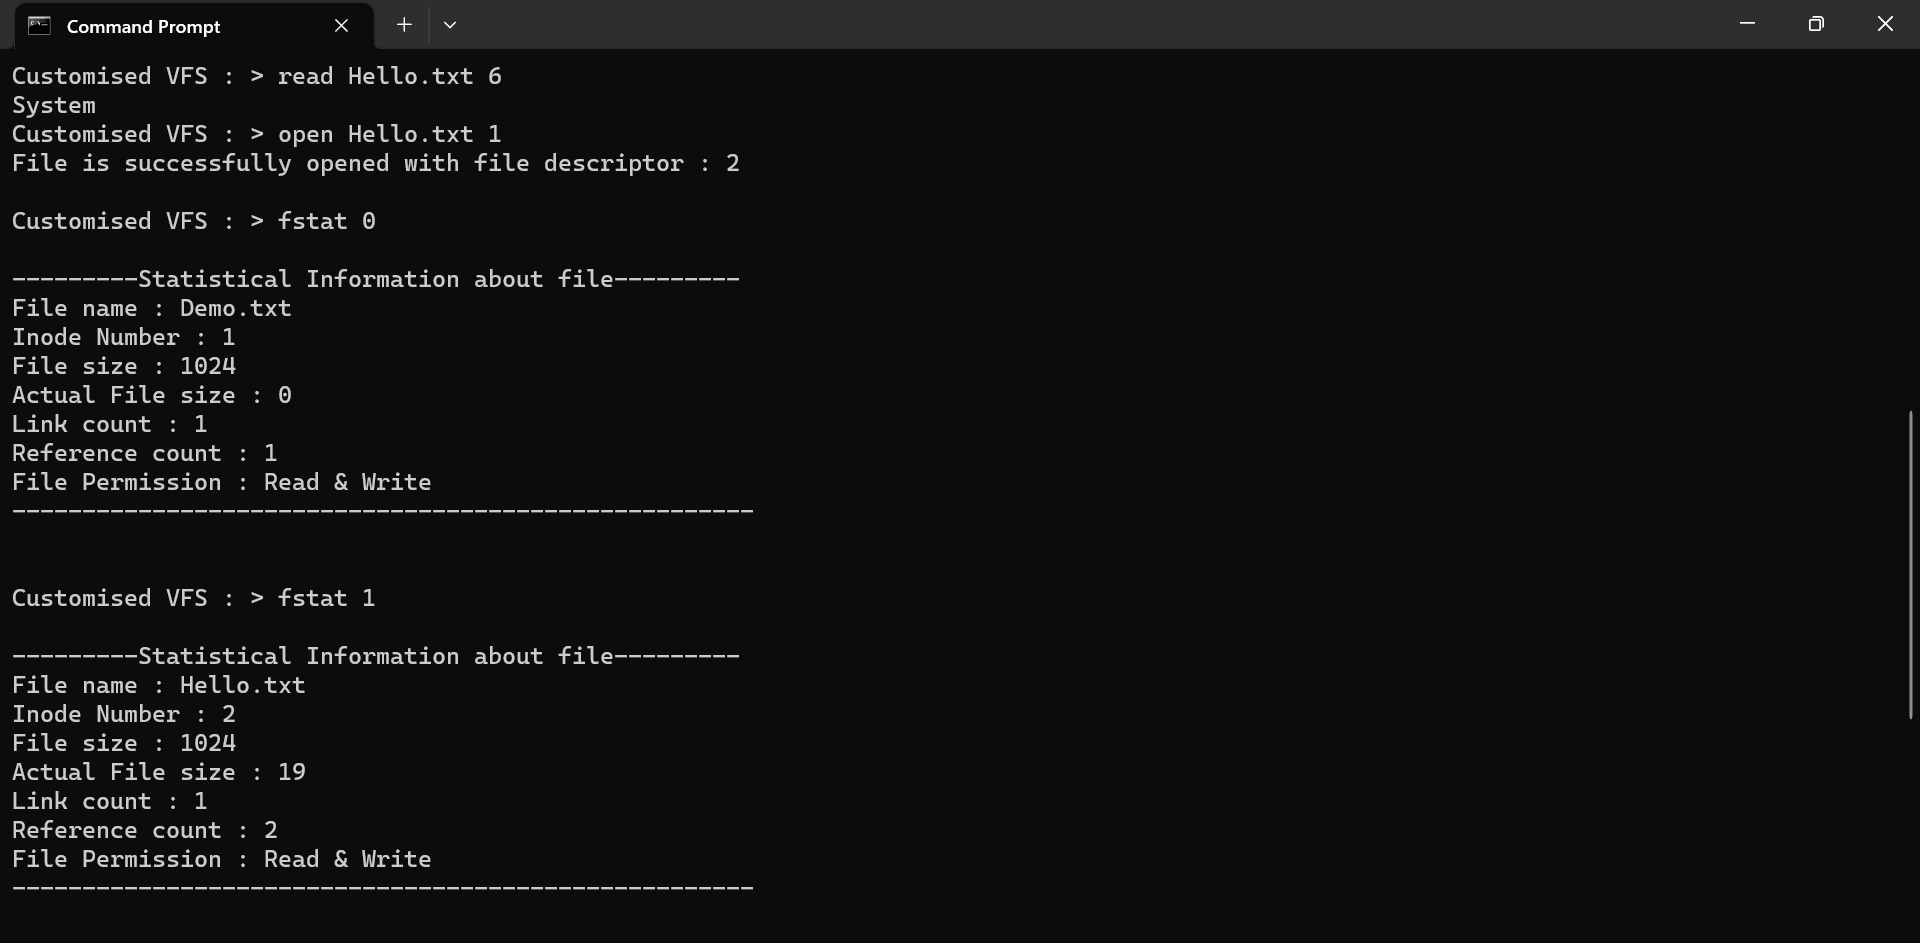 Command Prompt
Customised VFS : > read Hello.txt 6
System
Customised VFS : > open Hello.txt 1
File is successfully opened with file descriptor : 2
Customised VFS : > fstat 0
---------Statistical Information about file---------
File name : Demo.txt
Inode Number : 1
File size : 1024
Actual File size : 0
Link count : 1
Reference count : 1
File Permission : Read & Write
-----------------------------------------------------
Customised VFS : > fstat 1
---------Statistical Information about file---------
File name : Hello.txt
Inode Number : 2
File size : 1024
Actual File size : 19
Link count : 1
Reference count : 2
File Permission : Read & Write
-----------------------------------------------------